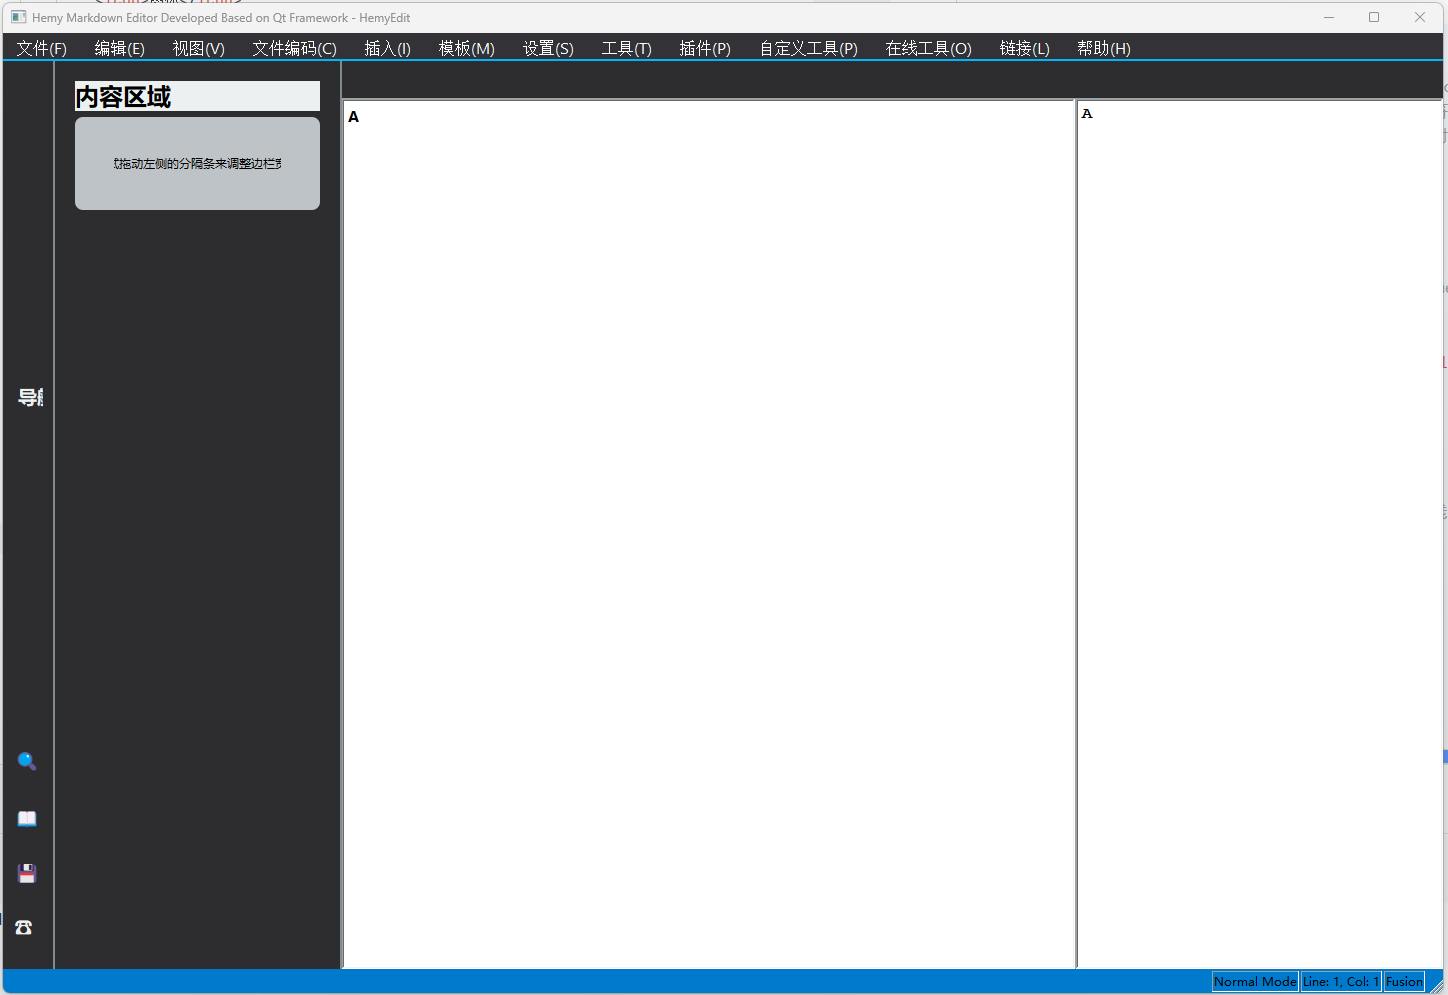 Hemy Markdown Editor Developed Based on Qt Framework - HemyEdit
文件(F) 编辑(E) 视图(V) 文件编码(C) 插入(I) 模板(M) 设置(S) 工具(T) 插件(P) 自定义工具(P) 在线工具(O) 链接(L) 帮助(H)
内容区域
拖动左侧的分隔条来调整边栏
A
A
导
Normal Mode Line: 1, Col: 1 Fusion